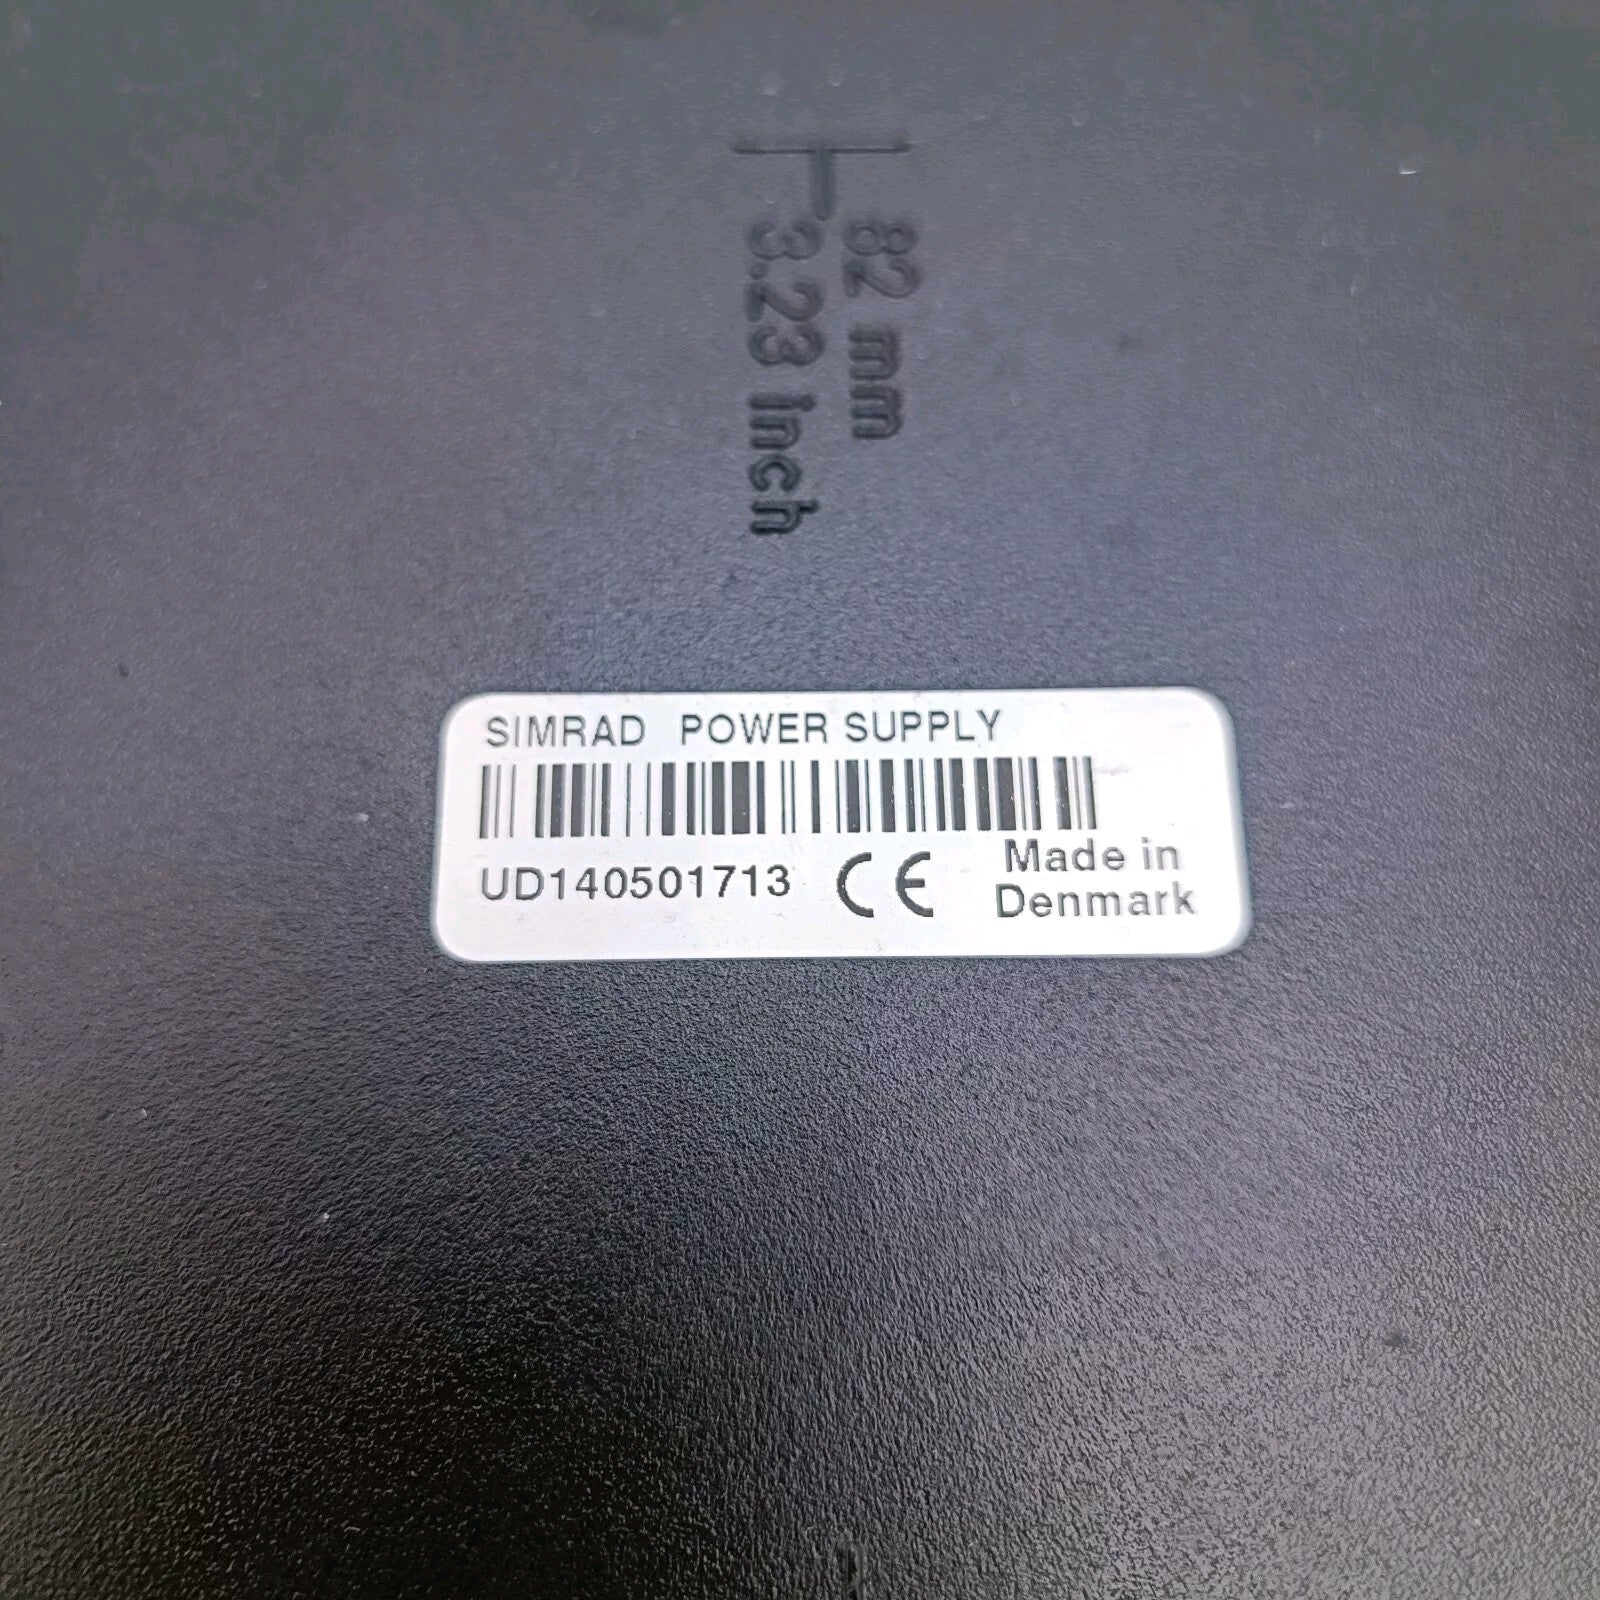 82 mm
3.23 inch
SIMRAD POWER SUPPLY
UD140501713
CE
Made in
Denmark